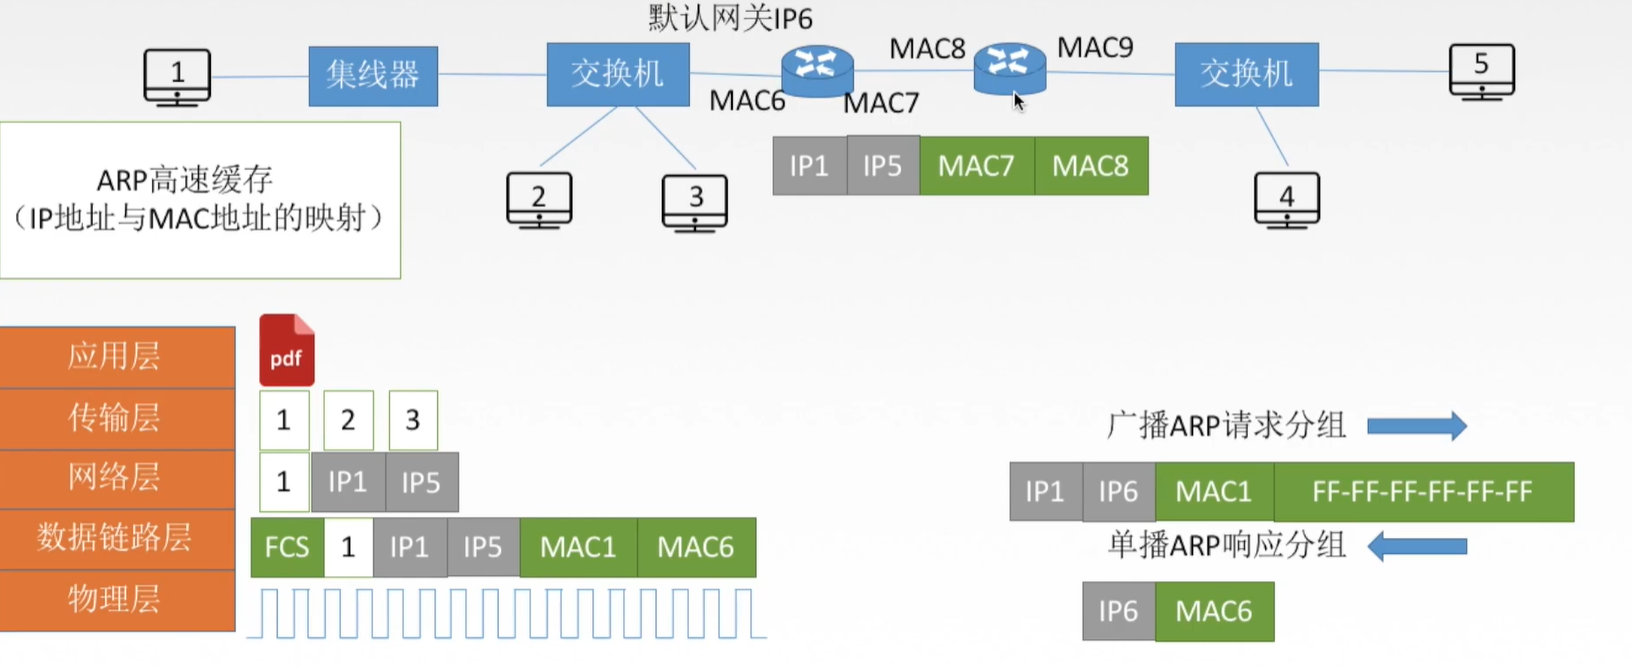 默认网关IP6
1
集线器
交换机
MAC8
MAC9
交换机
5
MAC6
MAC7
ARP高速缓存
（IP地址与MAC地址的映射）
2
3
IP1 IP5 MAC7 MAC8
4
应用层
pdf
传输层
1 2 3
网络层
1 IP1 IP5
数据链路层
FCS 1 IP1 IP5 MAC1 MAC6
物理层
广播ARP请求分组
IP1 IP6 MAC1 FF-FF-FF-FF-FF-FF
单播ARP响应分组
IP6 MAC6